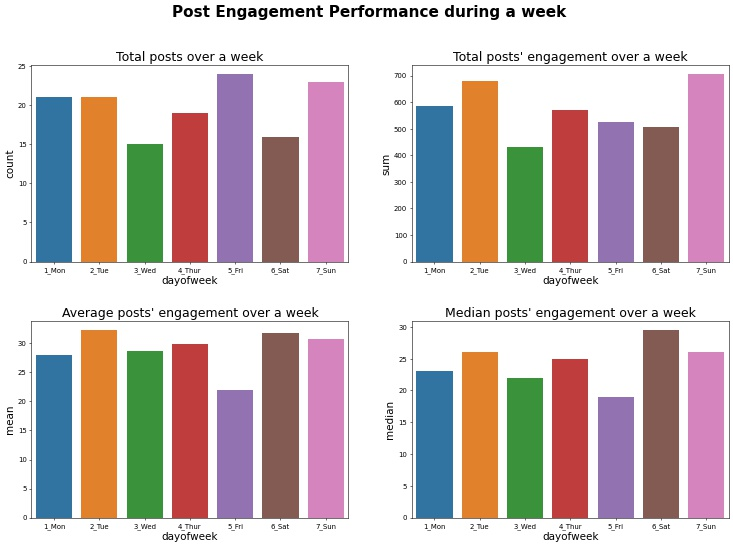 Post Engagement Performance during a week
Total posts over a week
25
20
15
10
5
0
count
1_Mon 2_Tue 3_Wed 4_Thur 5_Fri 6_Sat 7_Sun
dayofweek
Total posts' engagement over a week
700
600
500
400
300
200
100
0
sum
1_Mon 2_Tue 3_Wed 4_Thur 5_Fri 6_Sat 7_Sun
dayofweek
Average posts' engagement over a week
30
25
20
15
10
5
0
mean
1_Mon 2_Tue 3_Wed 4_Thur 5_Fri 6_Sat 7_Sun
dayofweek
Median posts' engagement over a week
30
25
20
15
10
5
0
median
1_Mon 2_Tue 3_Wed 4_Thur 5_Fri 6_Sat 7_Sun
dayofweek